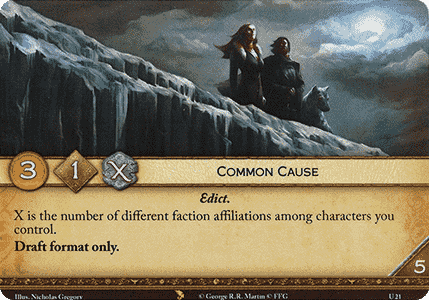 3 1 X COMMON CAUSE
Edict.
X is the number of different faction affiliations among characters you
control.
Draft format only.
5
Illus. Nicholas Gregory © George R.R. Martin © FFG U 21